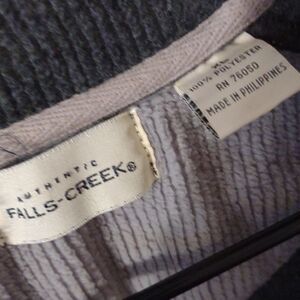 AUTHENTIC
FALLS-CREEK®
100% POLYESTER
RN 76050
MADE IN PHILIPPINES